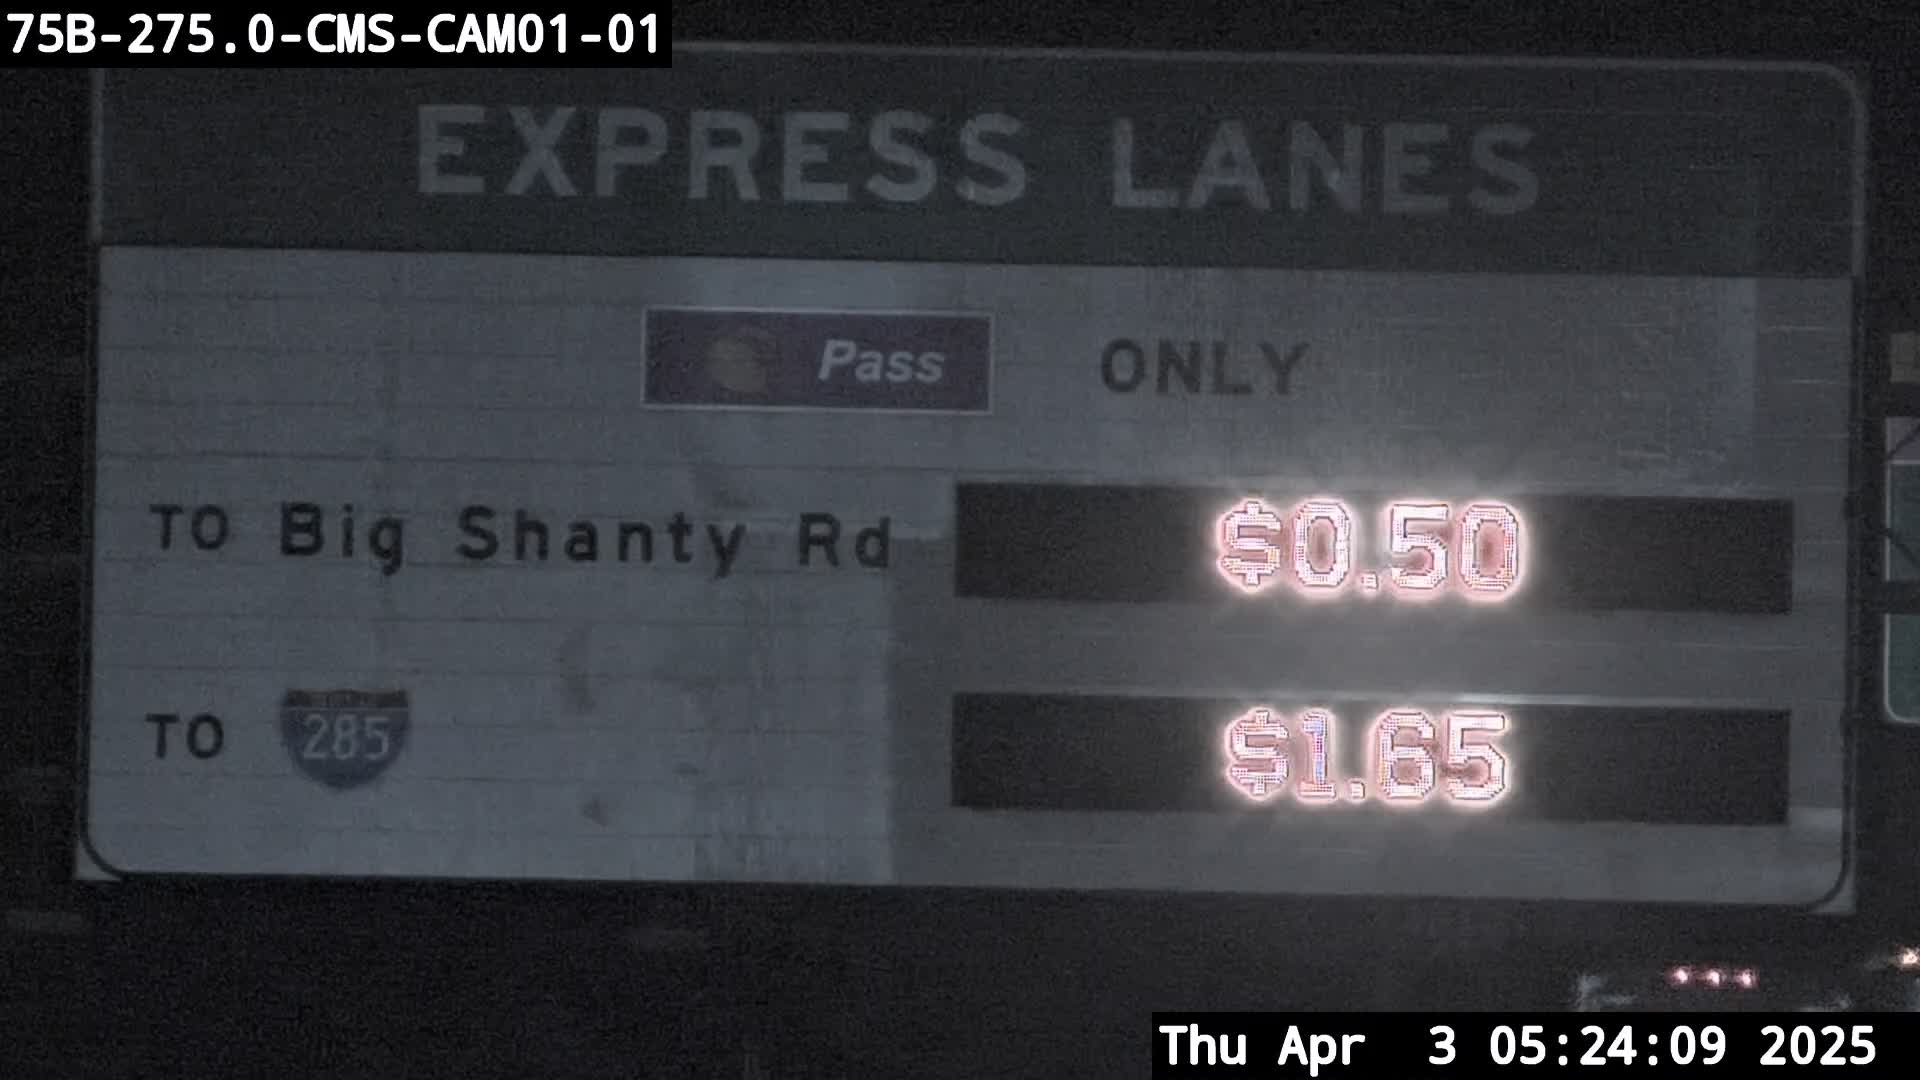 75B-275.0-CMS-CAM01-01
EXPRESS LANES
Pass ONLY
TO Big Shanty Rd $0.50
TO 285 $1.65
Thu Apr 3 05:24:09 2025